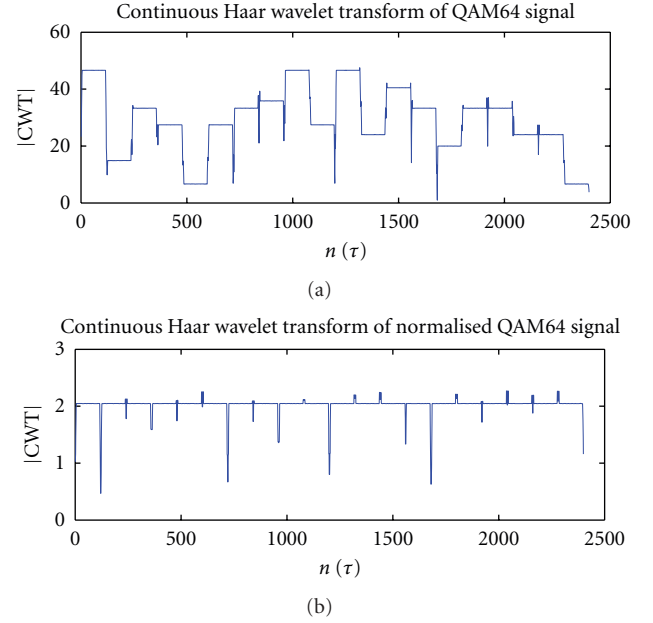 Continuous Haar wavelet transform of QAM64 signal
60
40
20
0
|CWT|
0 500 1000 1500 2000 2500
n (τ)
(a)
Continuous Haar wavelet transform of normalised QAM64 signal
3
2
1
0
|CWT|
0 500 1000 1500 2000 2500
n (τ)
(b)